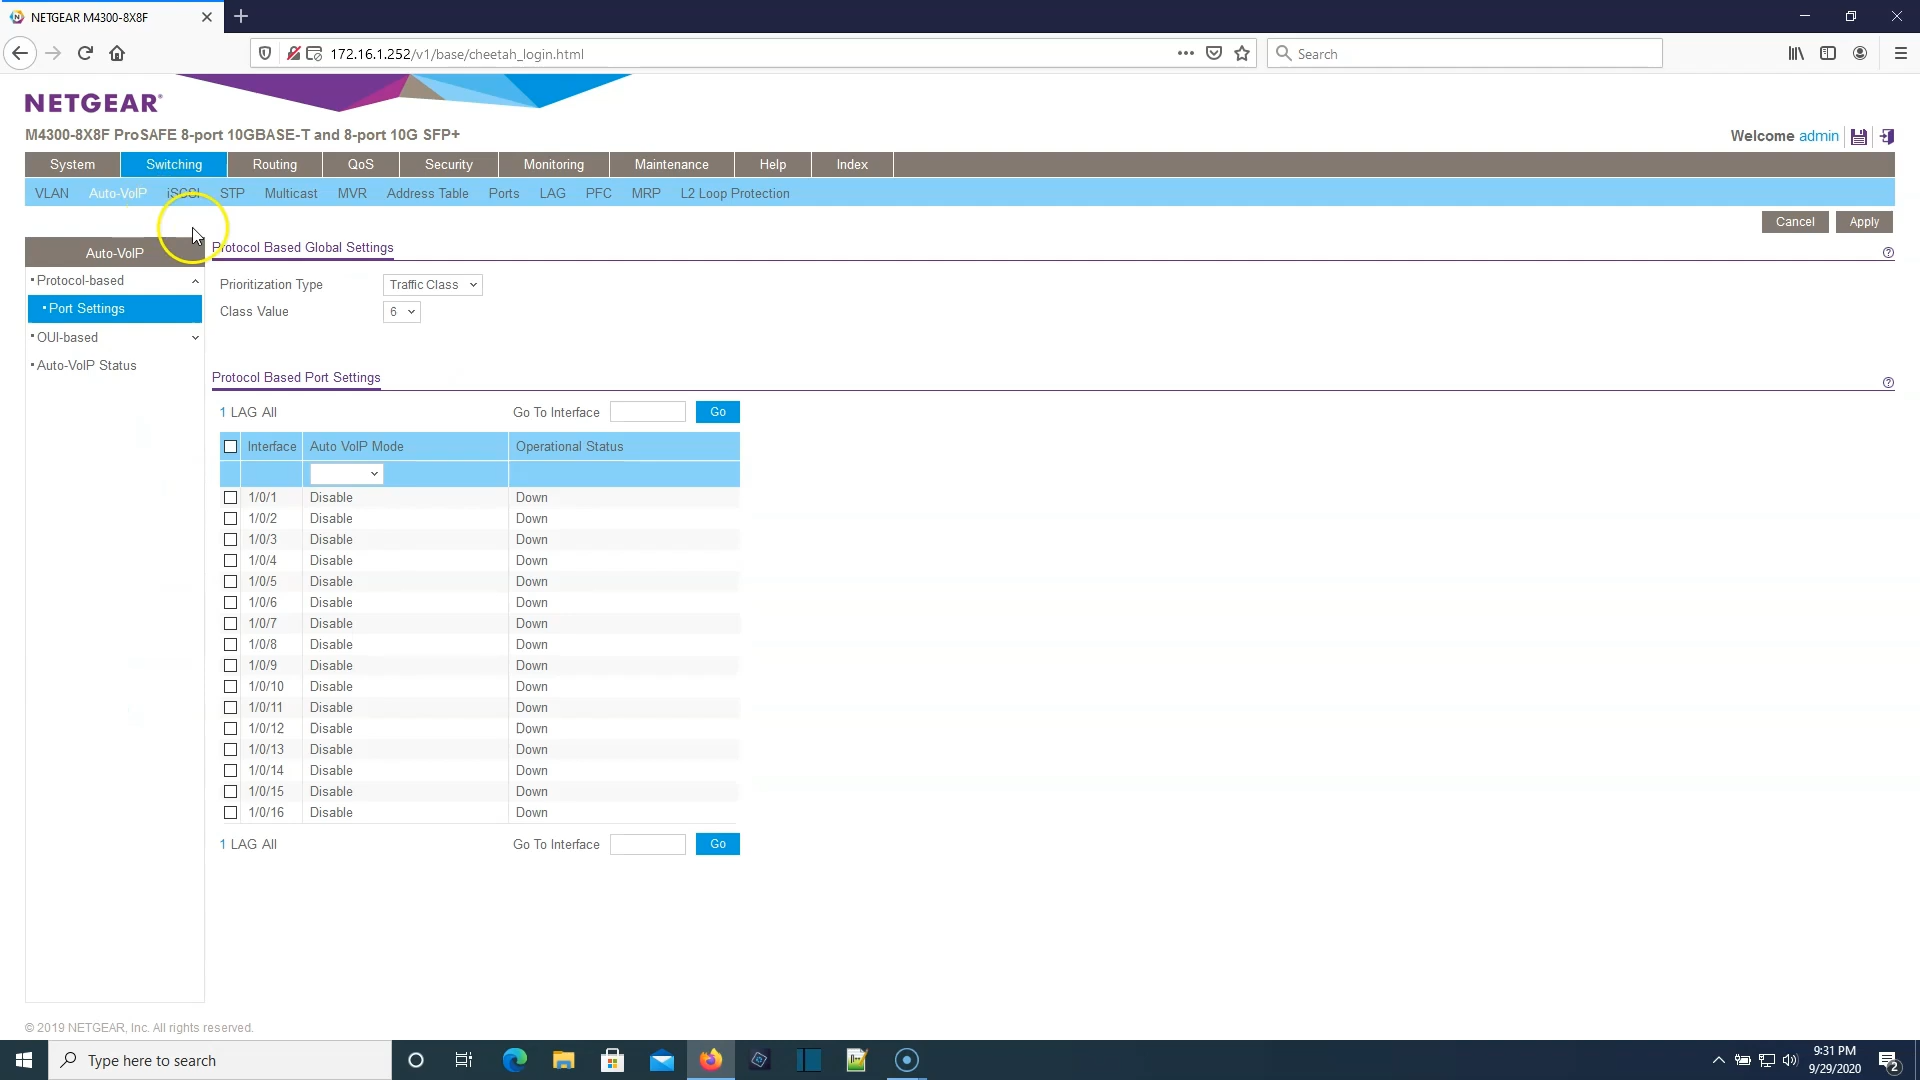 NETGEAR M4300-8X8F
172.16.1.252/v1/base/cheetah_login.html
Search
NETGEAR®
M4300-8X8F ProSAFE 8-port 10GBASE-T and 8-port 10G SFP+
Welcome admin
System Switching Routing QoS Security Monitoring Maintenance Help Index
VLAN Auto-VoIP iSCSI STP Multicast MVR Address Table Ports LAG PFC MRP L2 Loop Protection
Cancel Apply
Auto-VoIP
Protocol-based
Port Settings
OUI-based
Auto-VoIP Status
Protocol Based Global Settings
Prioritization Type Traffic Class
Class Value 6
Protocol Based Port Settings
1 LAG All Go To Interface Go
Interface Auto VoIP Mode Operational Status
1/0/1 Disable Down
1/0/2 Disable Down
1/0/3 Disable Down
1/0/4 Disable Down
1/0/5 Disable Down
1/0/6 Disable Down
1/0/7 Disable Down
1/0/8 Disable Down
1/0/9 Disable Down
1/0/10 Disable Down
1/0/11 Disable Down
1/0/12 Disable Down
1/0/13 Disable Down
1/0/14 Disable Down
1/0/15 Disable Down
1/0/16 Disable Down
1 LAG All Go To Interface Go
© 2019 NETGEAR, Inc. All rights reserved.
Type here to search
9:31 PM
9/29/2020
2